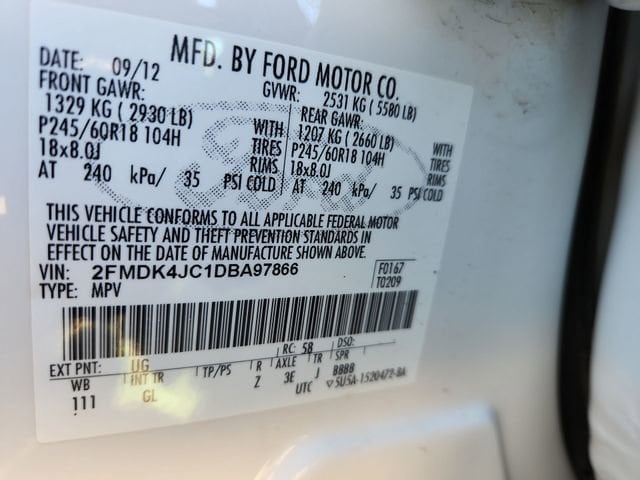 MFD. BY FORD MOTOR CO.
DATE: 09/12 GVWR: 2531 KG ( 5580 LB)
FRONT GAWR: REAR GAWR:
1329 KG ( 2930 LB) WITH 1207 KG ( 2660 LB) WITH
P245/60R18 104H TIRES P245/60R18 104H TIRES
18x8.0J RIMS 18x8.0J RIMS
AT 240 kPa/ 35 PSI COLD AT 240 kPa/ 35 PSI COLD
THIS VEHICLE CONFORMS TO ALL APPLICABLE FEDERAL MOTOR
VEHICLE SAFETY AND THEFT PREVENTION STANDARDS IN
EFFECT ON THE DATE OF MANUFACTURE SHOWN ABOVE.
VIN: 2FMDK4JC1DBA97866 F0167
TYPE: MPV T0209
EXT PNT: UG RC: 58 DSO:
WB INT TR TP/PS R AXLE TR SPR
111 GL Z 3E J BBBB
UTC 5U5A-1520472-BA